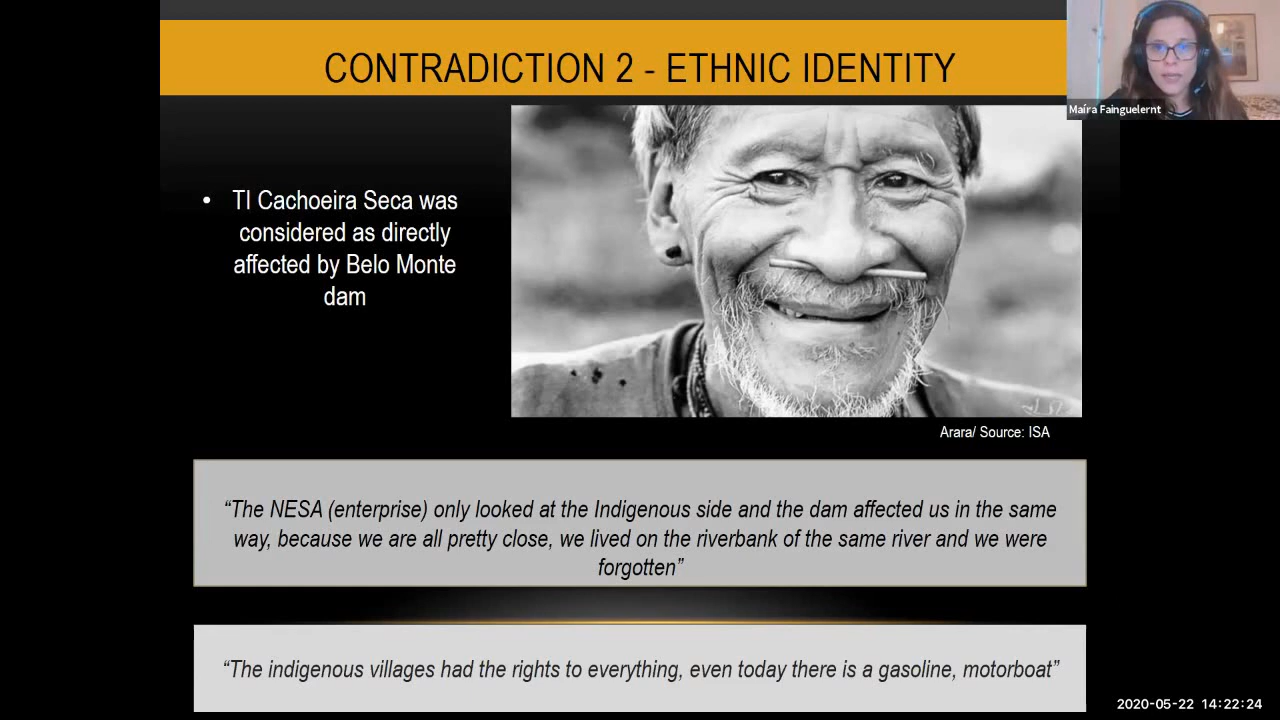 CONTRADICTION 2 - ETHNIC IDENTITY
Maíra Fainguelernt
• TI Cachoeira Seca was
considered as directly
affected by Belo Monte
dam
Arara/ Source: ISA
“The NESA (enterprise) only looked at the Indigenous side and the dam affected us in the same
way, because we are all pretty close, we lived on the riverbank of the same river and we were
forgotten”
“The indigenous villages had the rights to everything, even today there is a gasoline, motorboat”
2020-05-22 14:22:24